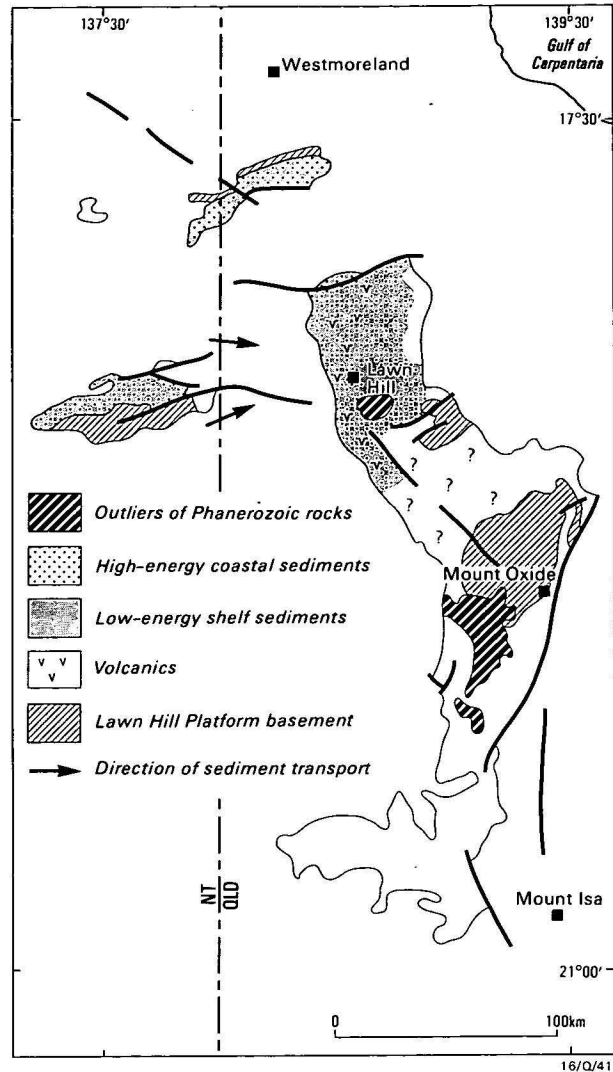 137°30'
139°30'
Gulf of
Carpentaria
Westmoreland
17°30'
v
v v
v
v
Lawn
Hill
v
v
v
?
? ?
?
?
?
Outliers of Phanerozoic rocks
High-energy coastal sediments
Mount Oxide
Low-energy shelf sediments
v v
v
Volcanics
Lawn Hill Platform basement
Direction of sediment transport
NT
QLD
Mount Isa
21°00'
0 100km
16/Q/41